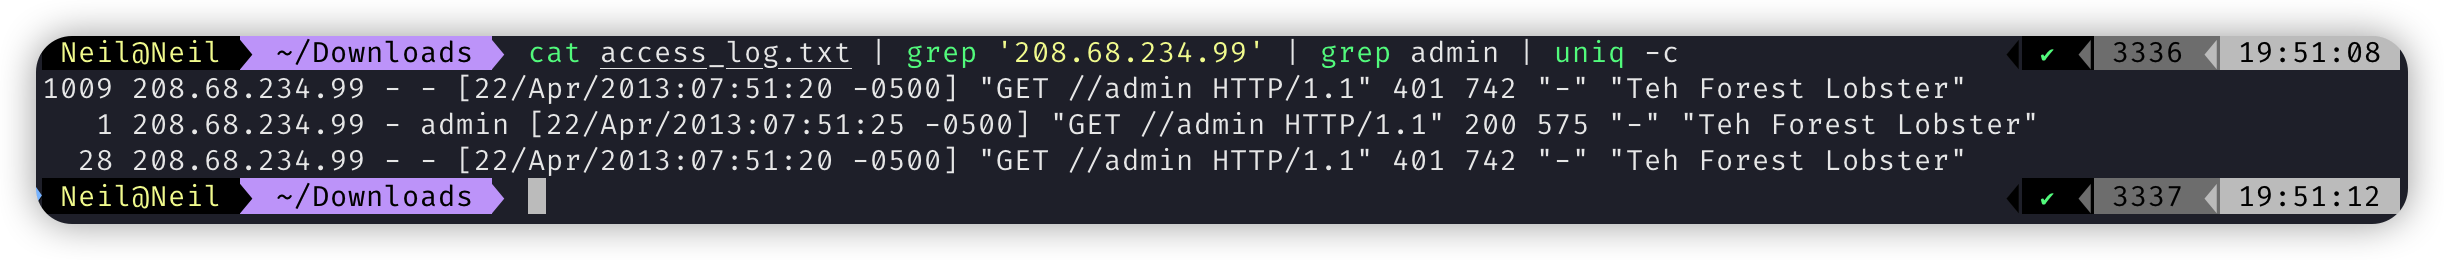 Neil@Neil ~/Downloads cat access_log.txt | grep '208.68.234.99' | grep admin | uniq -c ✔ 3336 19:51:08
1009 208.68.234.99 - - [22/Apr/2013:07:51:20 -0500] "GET //admin HTTP/1.1" 401 742 "-" "Teh Forest Lobster"
1 208.68.234.99 - admin [22/Apr/2013:07:51:25 -0500] "GET //admin HTTP/1.1" 200 575 "-" "Teh Forest Lobster"
28 208.68.234.99 - - [22/Apr/2013:07:51:20 -0500] "GET //admin HTTP/1.1" 401 742 "-" "Teh Forest Lobster"
Neil@Neil ~/Downloads ✔ 3337 19:51:12